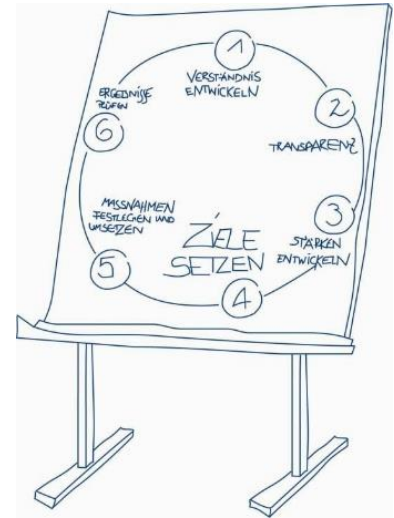 1
VERSTÄNDNIS
ENTWICKELN
2
TRANSPARENZ
3
STÄRKEN
ENTWICKELN
4
ZIELE
SETZEN
5
MASSNAHMEN
FESTLEGEN UND
UMSETZEN
6
ERGEBNISSE
PRÜFEN